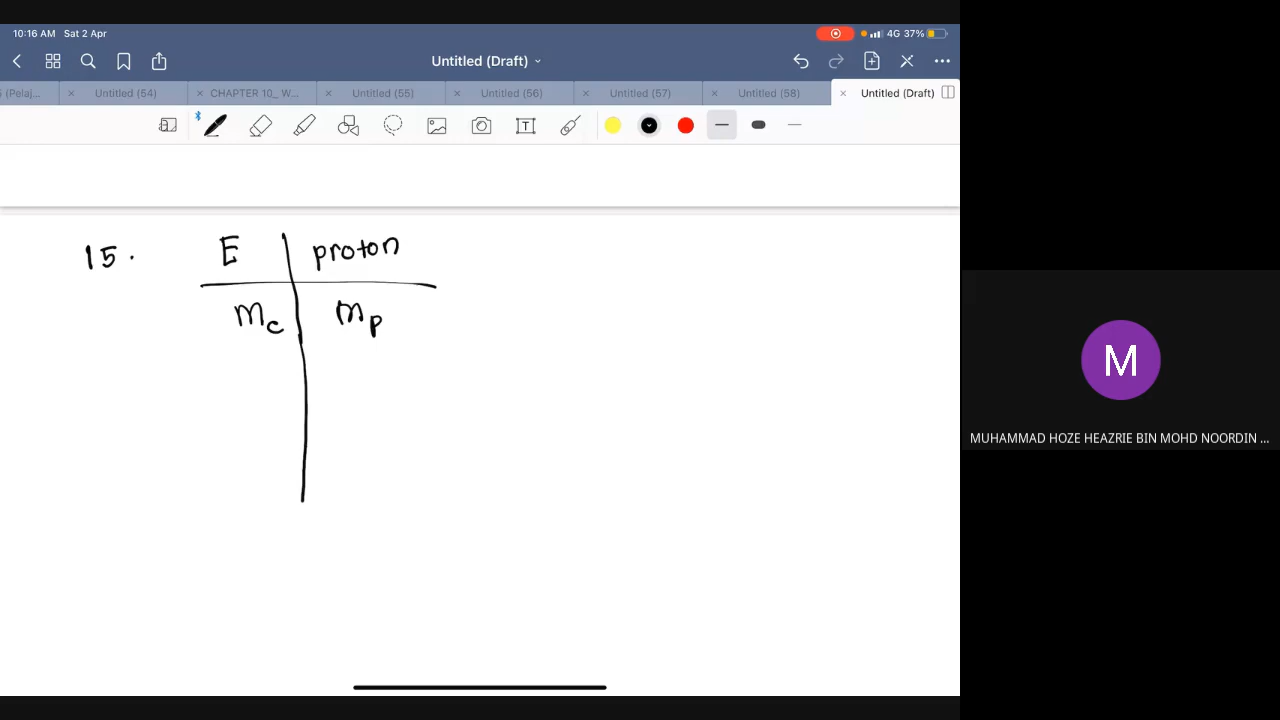 10:16 AM Sat 2 Apr
4G 37%
Untitled (Draft)
(Pelaj... × Untitled (54) × CHAPTER 10_ W... × Untitled (55) × Untitled (56) × Untitled (57) × Untitled (58) × Untitled (Draft)
T
15. E proton
mc mp
M
MUHAMMAD HOZE HEAZRIE BIN MOHD NOORDIN ...